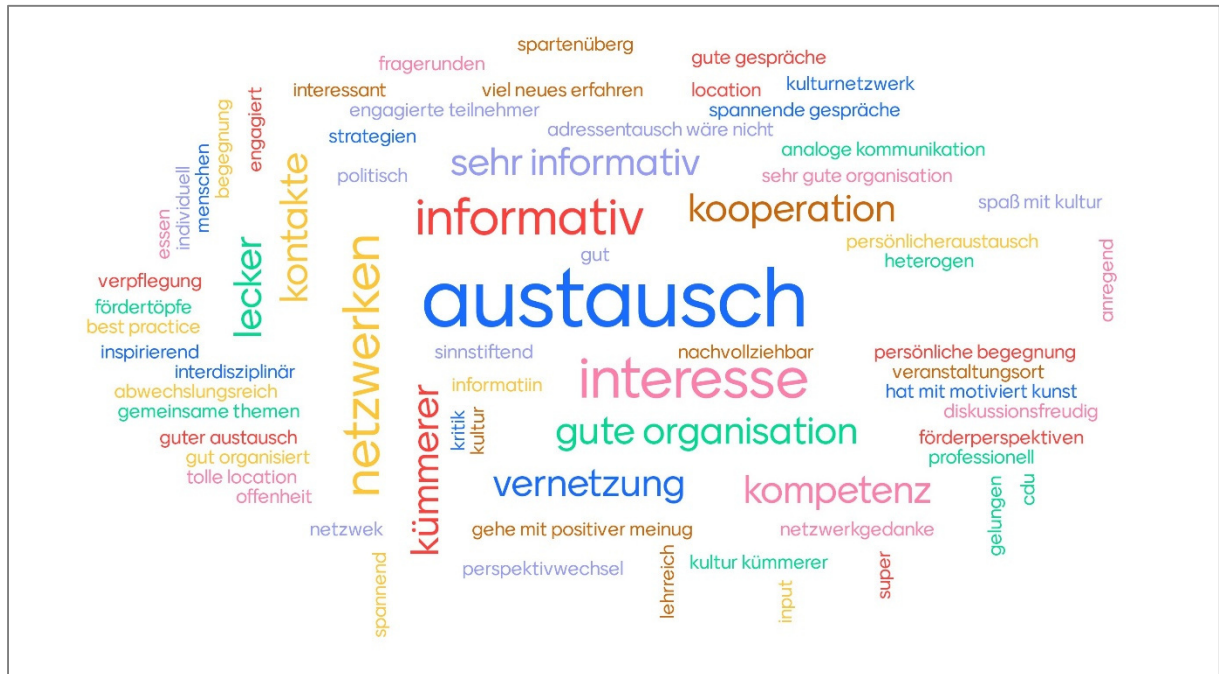 spartenüberg
gute gespräche
fragerunden
interessant
viel neues erfahren
location
kulturnetzwerk
engagiert
begegnung
engagierte teilnehmer
spannende gespräche
strategien
adressentausch wäre nicht
menschen
individuell
essen
kontakte
politisch
sehr informativ
analoge kommunikation
sehr gute organisation
informativ
kooperation
spaß mit kultur
lecker
netzwerken
gut
persönlicheraustausch
heterogen
anregend
verpflegung
fördertöpfe
best practice
austausch
inspirierend
interdisziplinär
abwechslungsreich
gemeinsame themen
sinnstiftend
nachvollziehbar
persönliche begegnung
veranstaltungsort
informatiin
interesse
hat mit motiviert kunst
diskussionsfreudig
kümmerer
kritik
kultur
guter austausch
gut organisiert
tolle location
offenheit
gute organisation
förderperspektiven
professionell
vernetzung
kompetenz
gelungen
cdu
netzwek
gehe mit positiver meinug
netzwerkgedanke
spannend
perspektivwechsel
lehrreich
kultur kümmerer
input
super